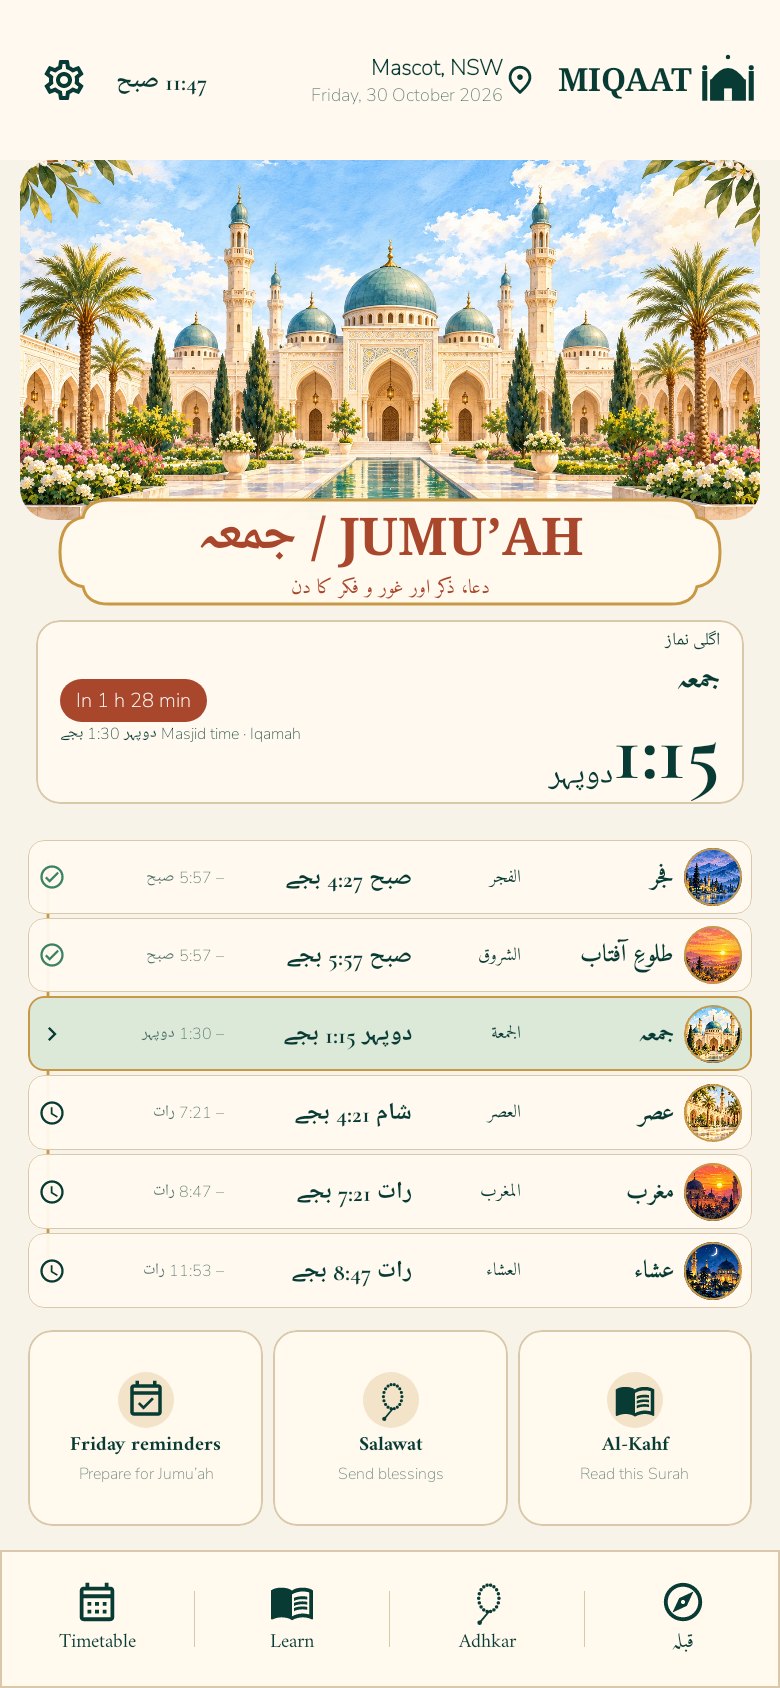 MIQAAT
Mascot, NSW
Friday, 30 October 2026
11:47 صبح
جمعہ / JUMU’AH
دعا، ذکر اور غور و فکر کا دن
اگلی نماز
جمعہ
1:15 دوپہر
In 1 h 28 min
Masjid time · Iqamah دوپہر 1:30 بجے
فجر الفجر صبح 4:27 بجے – 5:57 صبح
طلوعِ آفتاب الشروق صبح 5:57 بجے – 5:57 صبح
جمعہ الجمعة دوپہر 1:15 بجے – 1:30 دوپہر
عصر العصر شام 4:21 بجے – 7:21 رات
مغرب المغرب رات 7:21 بجے – 8:47 رات
عشاء العشاء رات 8:47 بجے – 11:53 رات
Friday reminders
Prepare for Jumu’ah
Salawat
Send blessings
Al-Kahf
Read this Surah
Timetable
Learn
Adhkar
قبلہ